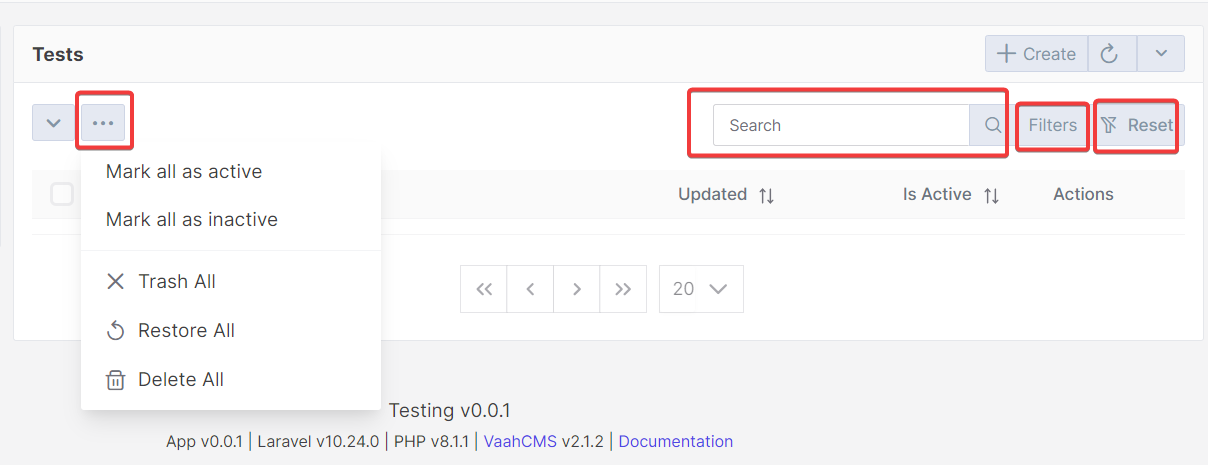 Tests
Create
Search
Filters
Reset
Mark all as active
Mark all as inactive
Updated
Is Active
Actions
Trash All
Restore All
Delete All
20
Testing v0.0.1
App v0.0.1 | Laravel v10.24.0 | PHP v8.1.1 | VaahCMS v2.1.2 | Documentation